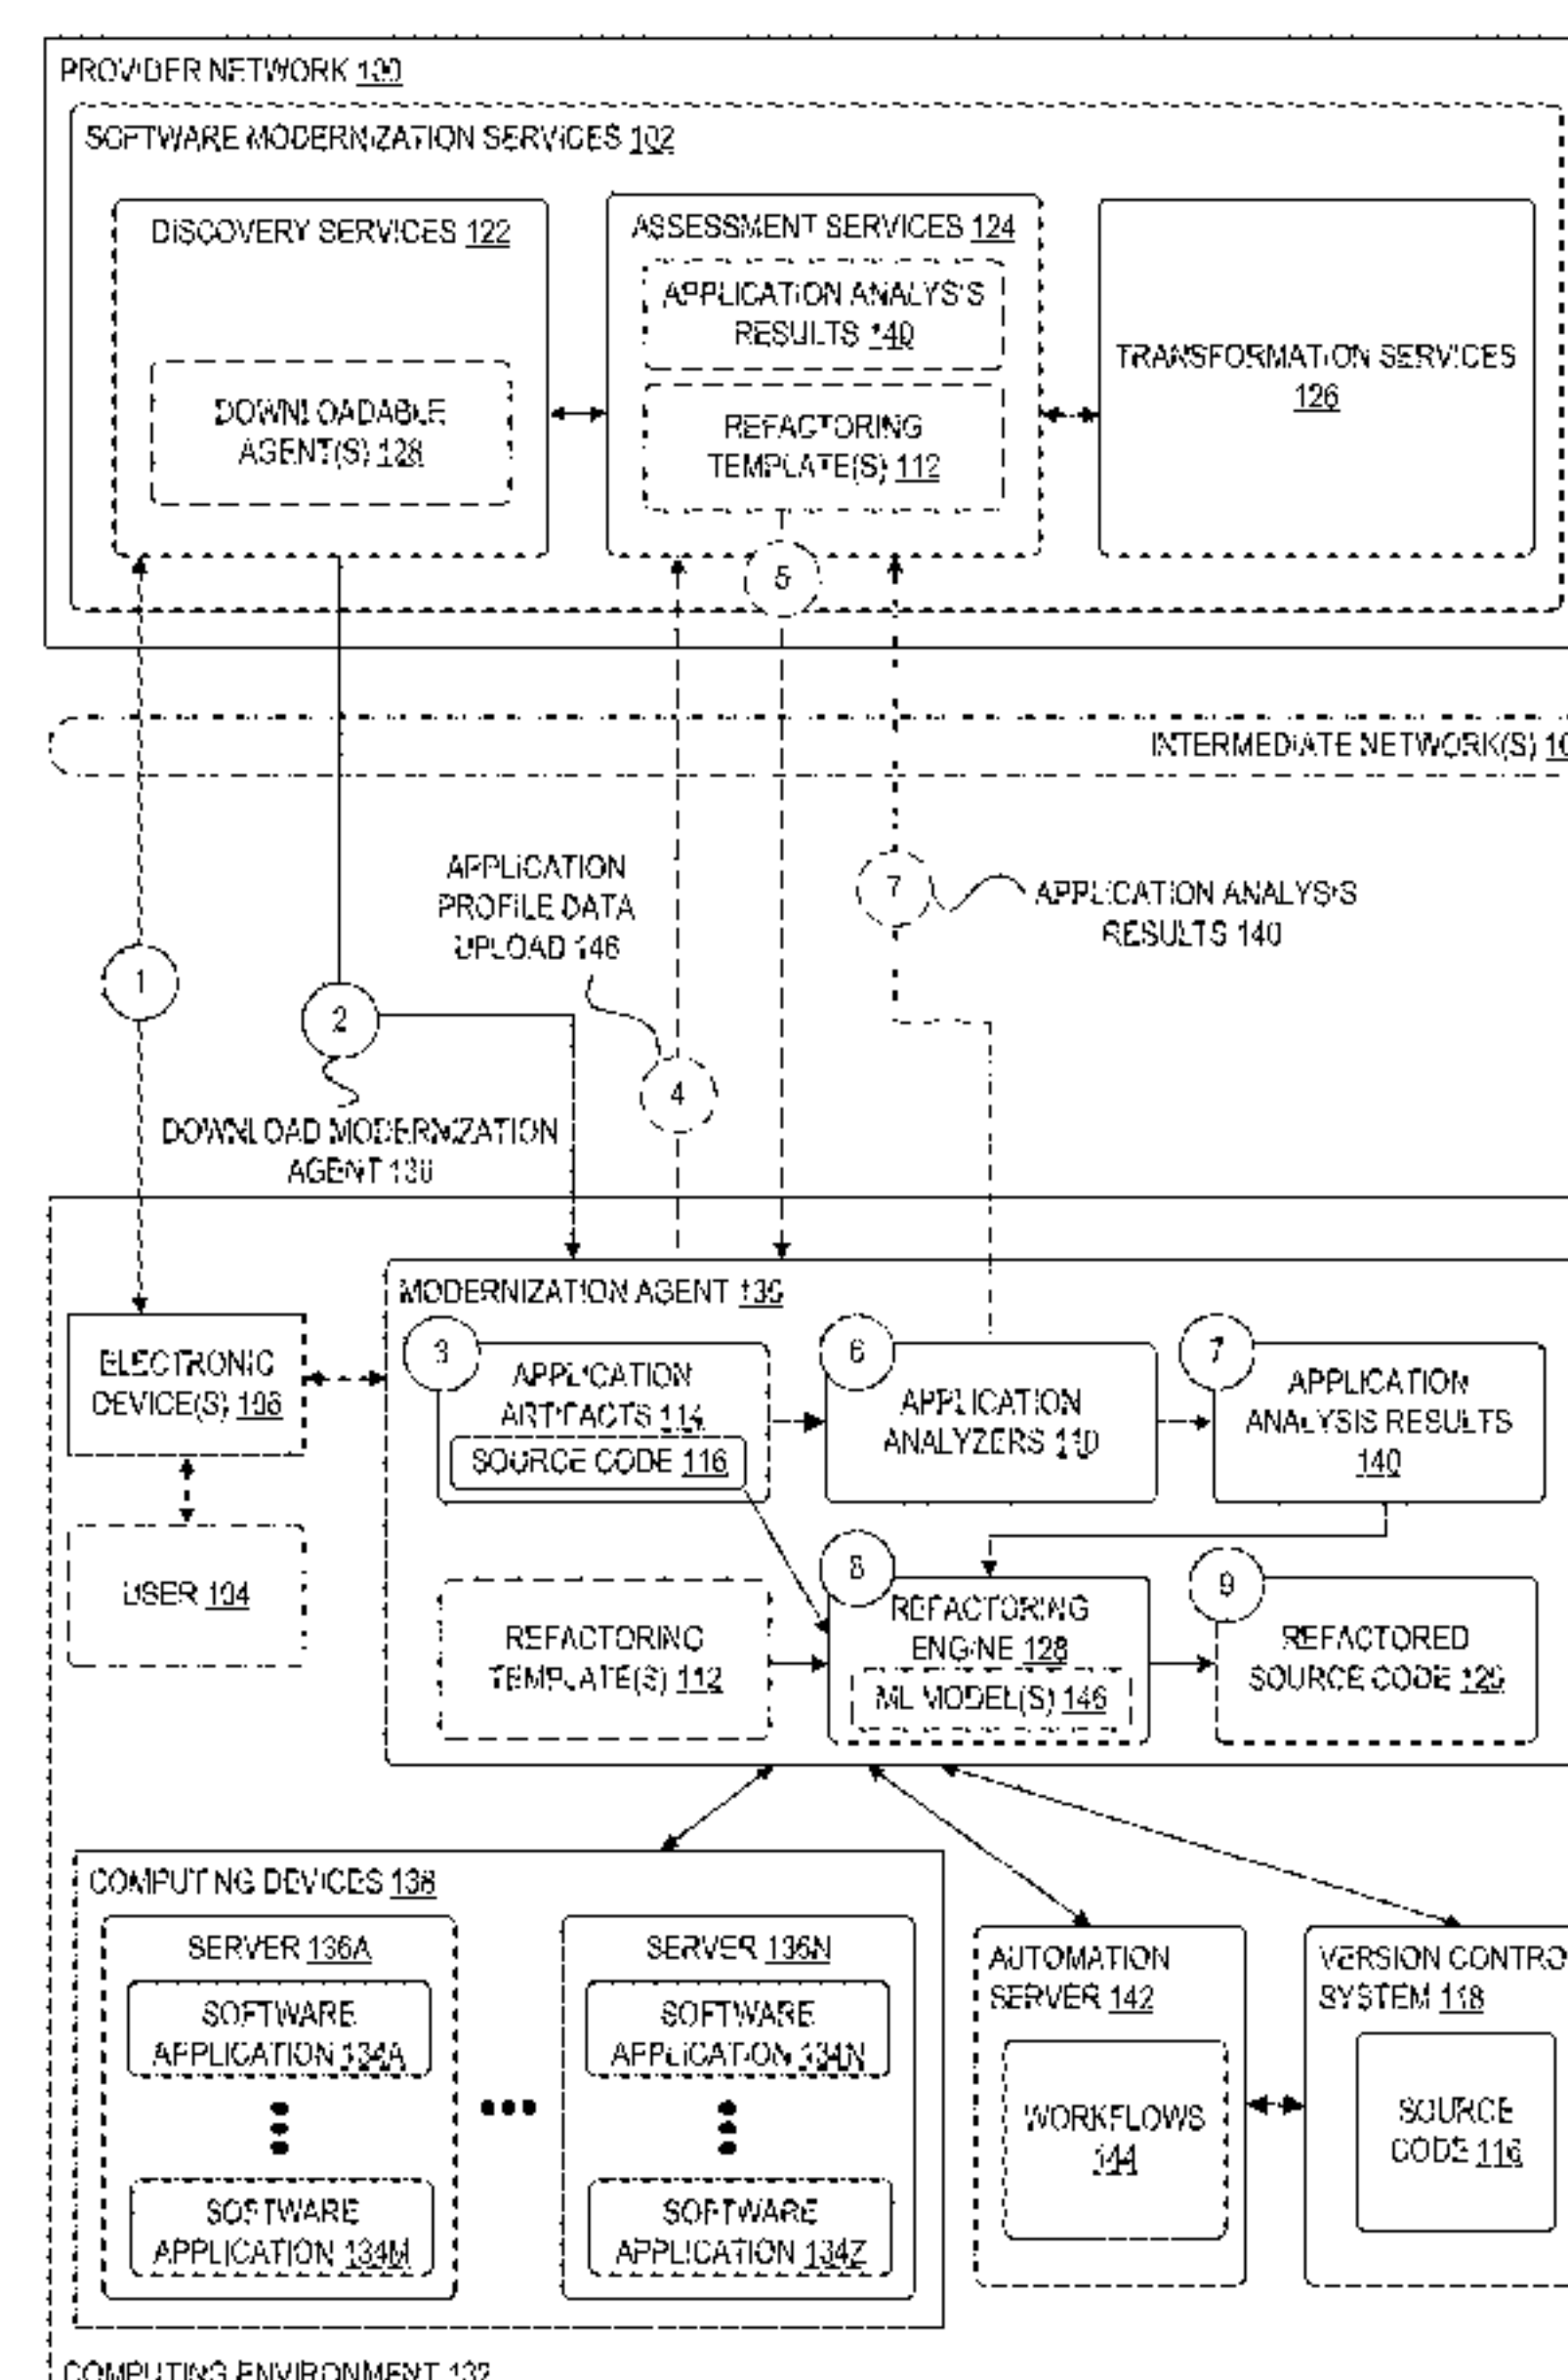 PROVIDER NETWORK 100
SOFTWARE MODERNIZATION SERVICES 102
DISCOVERY SERVICES 122
DOWNLOADABLE
AGENT(S) 128
ASSESSMENT SERVICES 124
APPLICATION ANALYSIS
RESULTS 140
REFACTORING
TEMPLATE(S) 112
TRANSFORMATION SERVICES
126
5
INTERMEDIATE NETWORK(S)
APPLICATION
PROFILE DATA
UPLOAD 146
7
APPLICATION ANALYSIS
RESULTS 140
1
2
4
DOWNLOAD MODERNIZATION
AGENT 130
MODERNIZATION AGENT 130
ELECTRONIC
DEVICE(S) 106
USER 104
3
APPLICATION
ARTIFACTS 114
SOURCE CODE 116
6
APPLICATION
ANALYZERS 110
7
APPLICATION
ANALYSIS RESULTS
140
REFACTORING
TEMPLATE(S) 112
8
REFACTORING
ENGINE 128
ML MODEL(S) 146
9
REFACTORED
SOURCE CODE 120
COMPUTING DEVICES 138
SERVER 136A
SOFTWARE
APPLICATION 134A
SOFTWARE
APPLICATION 134M
SERVER 136N
SOFTWARE
APPLICATION 134N
SOFTWARE
APPLICATION 134Z
AUTOMATION
SERVER 142
WORKFLOWS
144
VERSION CONTRO
SYSTEM 118
SOURCE
CODE 116
COMPUTING ENVIRONMENT 132